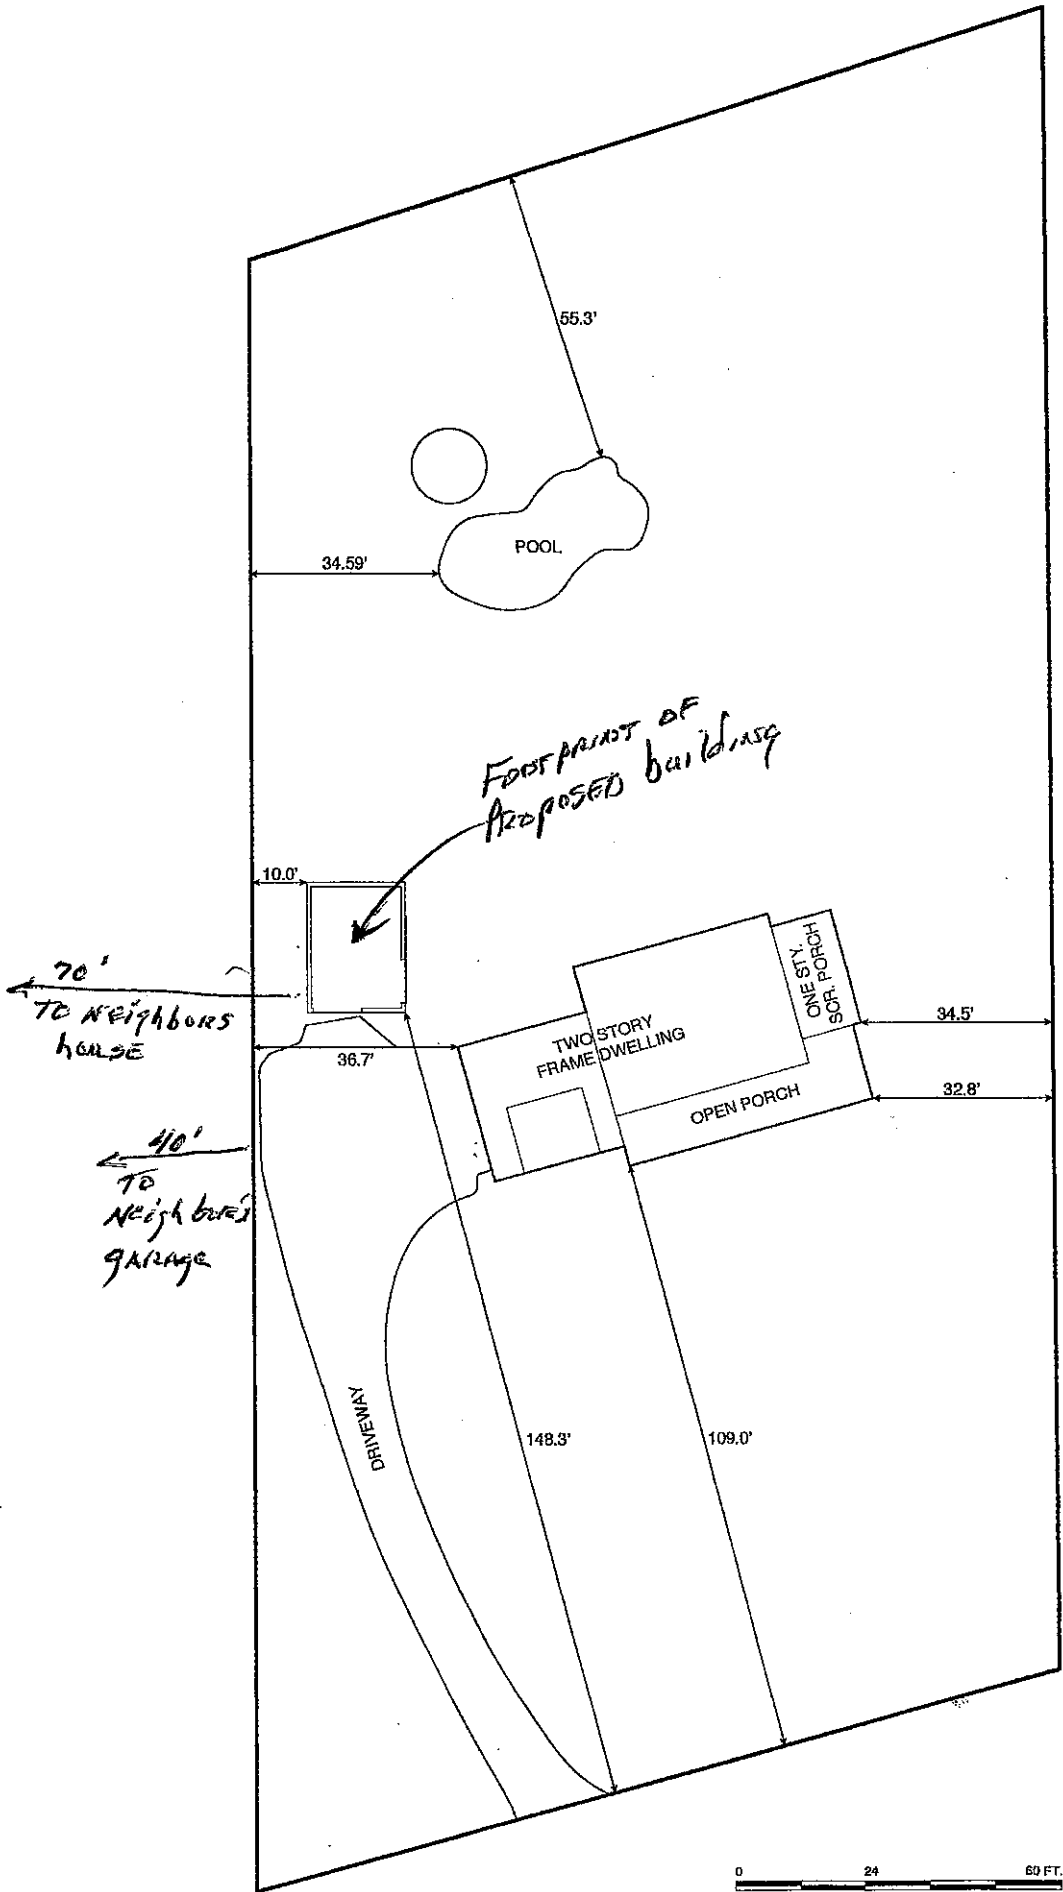 55.3'
POOL
34.59'
FOOTPRINT OF
PROPOSED building
10.0'
70'
TO NEighbors
house
ONE STY.
SCR. PORCH
34.5'
TWO STORY
FRAME DWELLING
36.7'
OPEN PORCH
32.8'
40'
TO
Neighbors
gARAge
DRIVEWAY
148.3'
109.0'
0 24 60 FT.